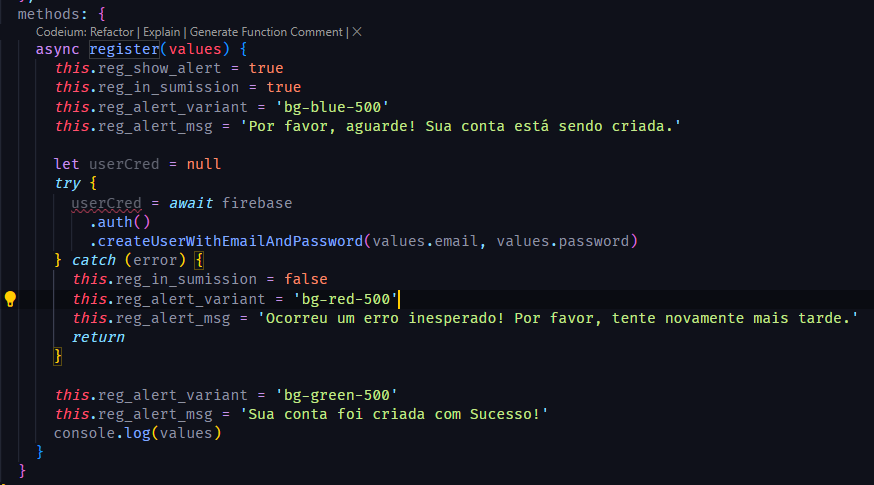 methods: {
Codeium: Refactor | Explain | Generate Function Comment | ✕
async register(values) {
this.reg_show_alert = true
this.reg_in_sumission = true
this.reg_alert_variant = 'bg-blue-500'
this.reg_alert_msg = 'Por favor, aguarde! Sua conta está sendo criada.'
let userCred = null
try {
userCred = await firebase
.auth()
.createUserWithEmailAndPassword(values.email, values.password)
} catch (error) {
this.reg_in_sumission = false
this.reg_alert_variant = 'bg-red-500'
this.reg_alert_msg = 'Ocorreu um erro inesperado! Por favor, tente novamente mais tarde.'
return
}
this.reg_alert_variant = 'bg-green-500'
this.reg_alert_msg = 'Sua conta foi criada com Sucesso!'
console.log(values)
}
}